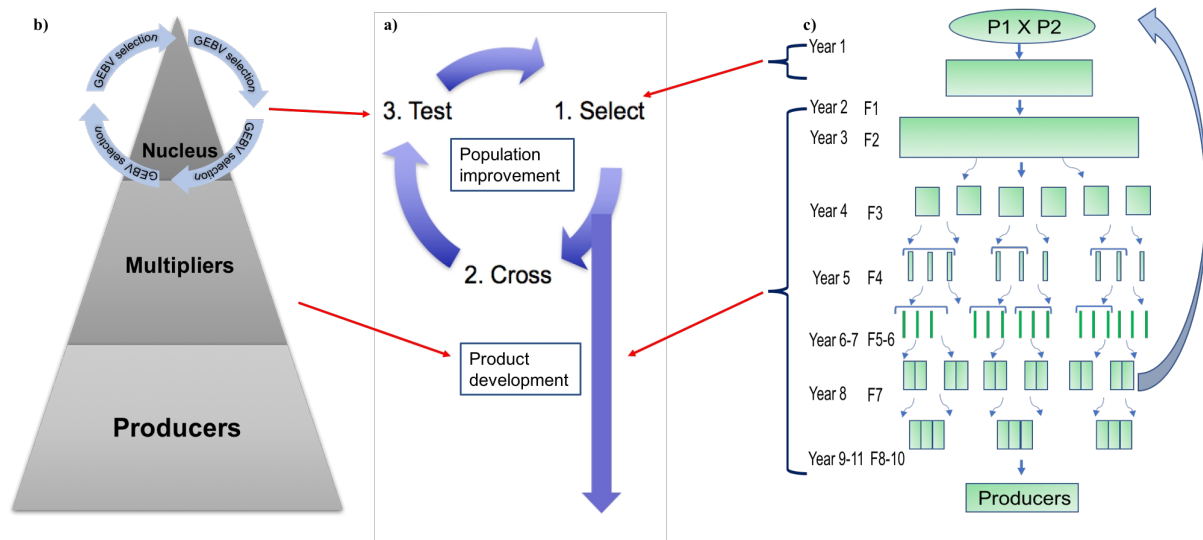 b)
GEBV selection
GEBV selection
GEBV selection
GEBV selection
Nucleus
Multipliers
Producers
a)
3. Test
1. Select
Population
improvement
2. Cross
Product
development
c)
P1 X P2
Year 1
Year 2 F1
Year 3 F2
Year 4 F3
Year 5 F4
Year 6-7 F5-6
Year 8 F7
Year 9-11 F8-10
Producers